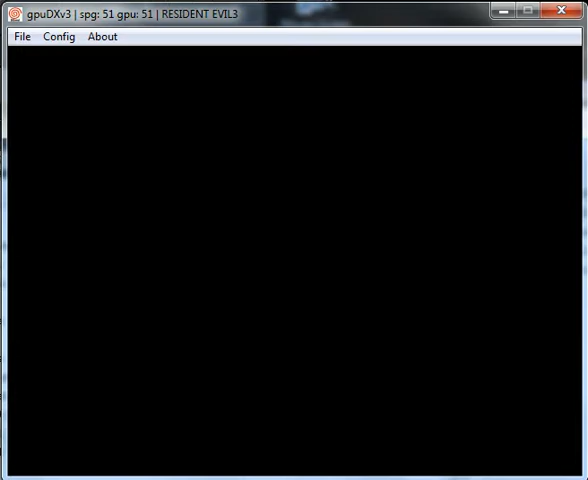 gpuDXv3 | spg: 51 gpu: 51 | RESIDENT EVIL3
File Config About